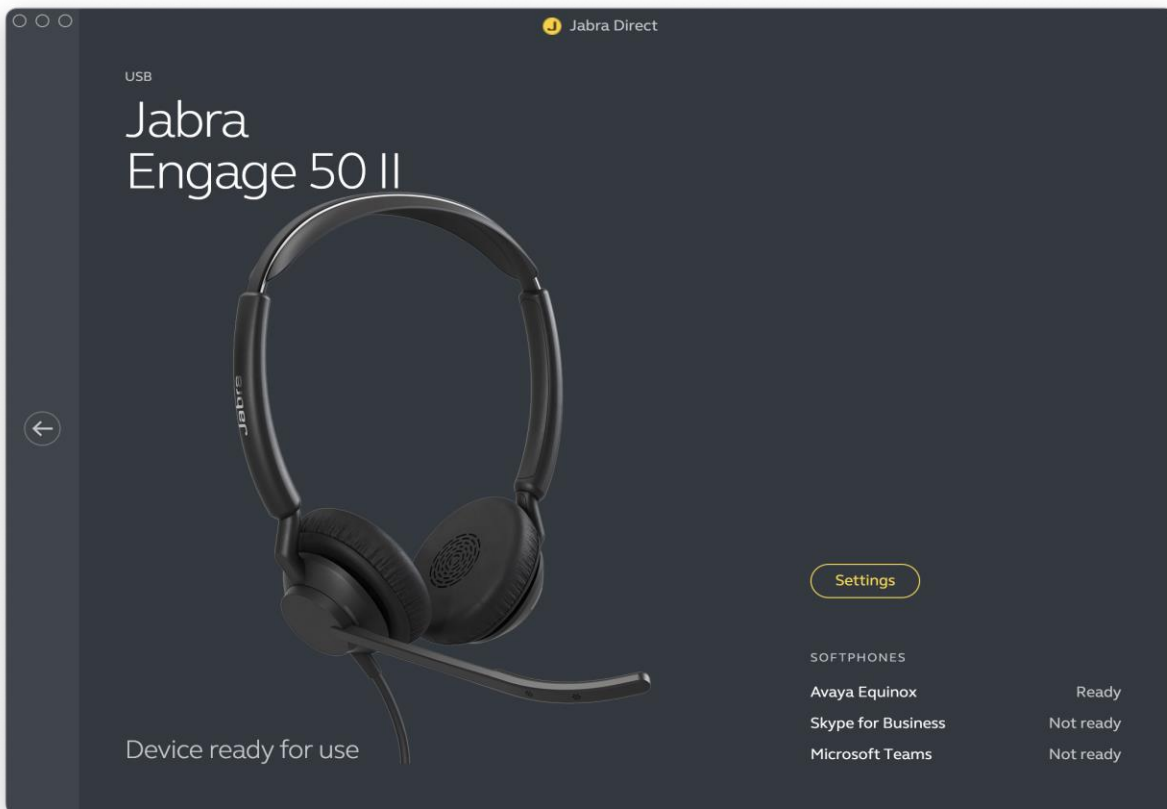 Jabra Direct
USB
Jabra
Engage 50 II
Jabra
Settings
SOFTPHONES
Avaya Equinox Ready
Skype for Business Not ready
Microsoft Teams Not ready
Device ready for use